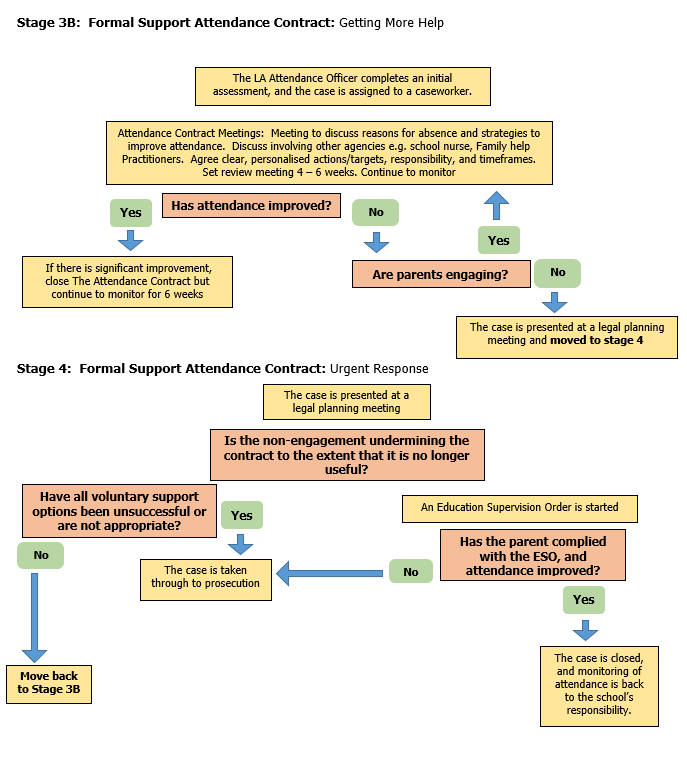 Stage 3B:  Formal Support Attendance Contract: Getting More Help
The LA Attendance Officer completes an initial
assessment, and the case is assigned to a caseworker.
Attendance Contract Meetings:  Meeting to discuss reasons for absence and strategies to
improve attendance.  Discuss involving other agencies e.g. school nurse, Family help
Practitioners.  Agree clear, personalised actions/targets, responsibility, and timeframes.
Set review meeting 4 – 6 weeks. Continue to monitor
Yes
Has attendance improved?
No
Yes
If there is significant improvement,
close The Attendance Contract but
continue to monitor for 6 weeks
Are parents engaging?
No
The case is presented at a legal planning
meeting and moved to stage 4
Stage 4:  Formal Support Attendance Contract: Urgent Response
The case is presented at a
legal planning meeting
Is the non-engagement undermining the
contract to the extent that it is no longer
useful?
Have all voluntary support
options been unsuccessful or
are not appropriate?
Yes
An Education Supervision Order is started
No
The case is taken
through to prosecution
No
Has the parent complied
with the ESO, and
attendance improved?
Yes
Move back
to Stage 3B
The case is closed,
and monitoring of
attendance is back
to the school's
responsibility.